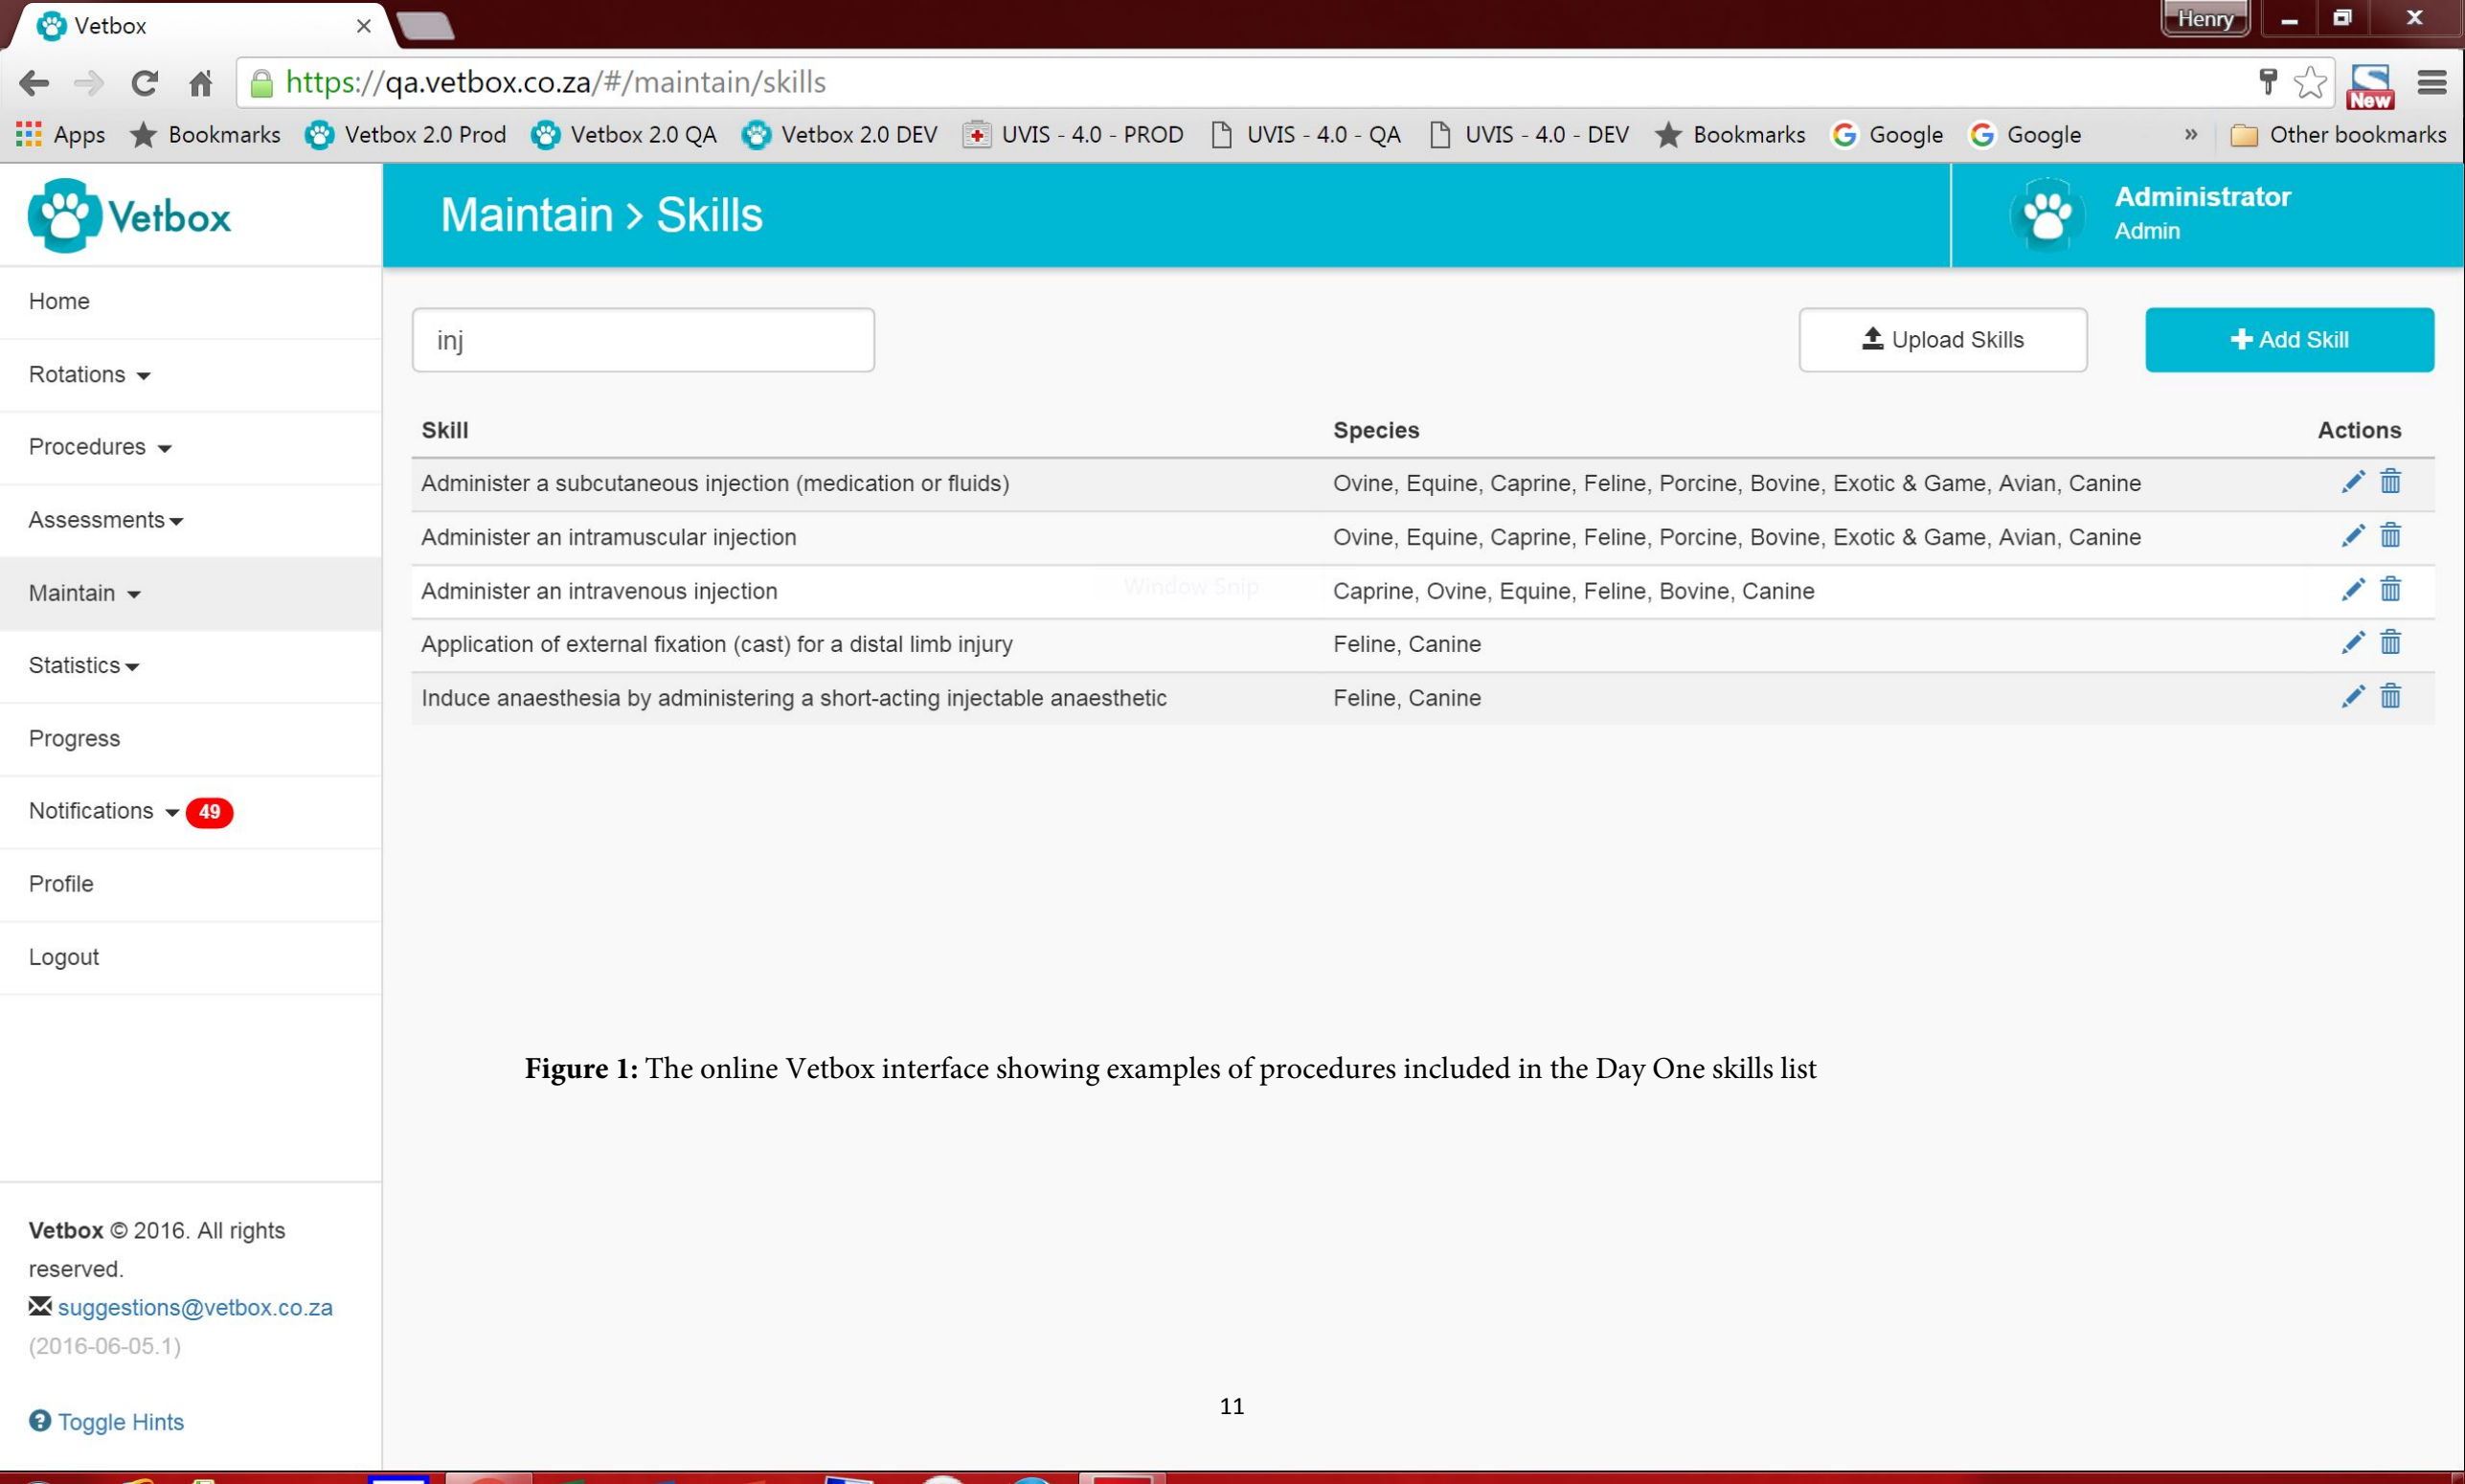 Vetbox
Henry
https://qa.vetbox.co.za/#/maintain/skills
New
Apps Bookmarks Vetbox 2.0 Prod Vetbox 2.0 QA Vetbox 2.0 DEV UVIS - 4.0 - PROD UVIS - 4.0 - QA UVIS - 4.0 - DEV Bookmarks Google Google » Other bookmarks
Vetbox
Maintain > Skills
Administrator
Admin
Home
Rotations
Procedures
Assessments
Maintain
Statistics
Progress
Notifications 49
Profile
Logout
inj
Upload Skills
Add Skill
Skill Species Actions
Administer a subcutaneous injection (medication or fluids) Ovine, Equine, Caprine, Feline, Porcine, Bovine, Exotic & Game, Avian, Canine
Administer an intramuscular injection Ovine, Equine, Caprine, Feline, Porcine, Bovine, Exotic & Game, Avian, Canine
Administer an intravenous injection Caprine, Ovine, Equine, Feline, Bovine, Canine
Window Snip
Application of external fixation (cast) for a distal limb injury Feline, Canine
Induce anaesthesia by administering a short-acting injectable anaesthetic Feline, Canine
Figure 1: The online Vetbox interface showing examples of procedures included in the Day One skills list
Vetbox © 2016. All rights
reserved.
suggestions@vetbox.co.za
(2016-06-05.1)
Toggle Hints
11